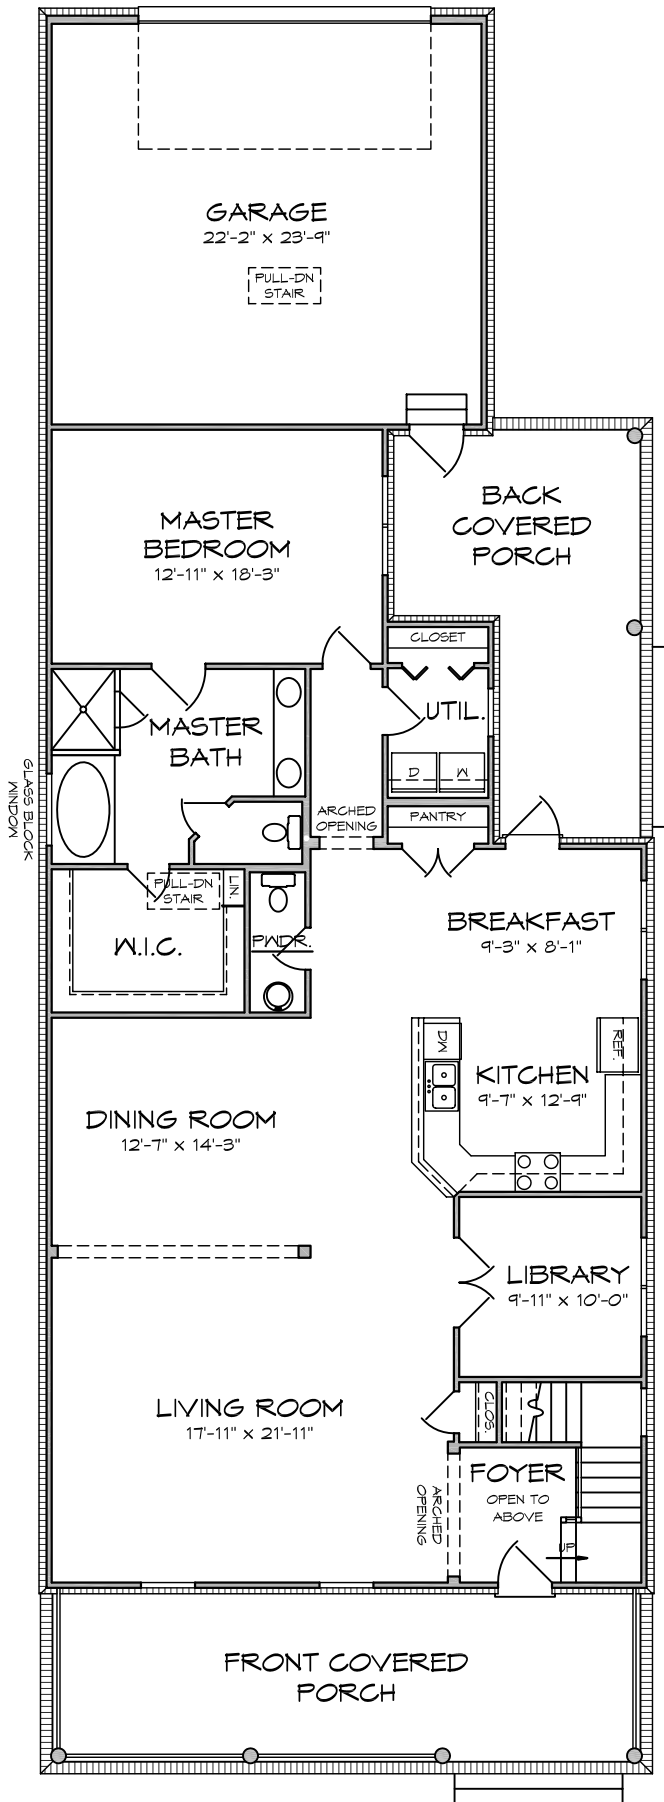 GARAGE
22'-2" x 23'-9"
PULL-DN
STAIR
BACK
COVERED
PORCH
MASTER
BEDROOM
12'-11" x 18'-3"
CLOSET
UTIL.
MASTER
BATH
D
W
GLASS BLOCK
WINDOW
ARCHED
OPENING
PANTRY
PULL-DN
STAIR
LIN.
W.I.C.
PWDR.
BREAKFAST
9'-3" x 8'-1"
DW
REF.
KITCHEN
9'-7" x 12'-9"
DINING ROOM
12'-7" x 14'-3"
LIBRARY
9'-11" x 10'-0"
LIVING ROOM
17'-11" x 21'-11"
CLOS.
FOYER
OPEN TO
ABOVE
ARCHED
OPENING
UP
FRONT COVERED
PORCH